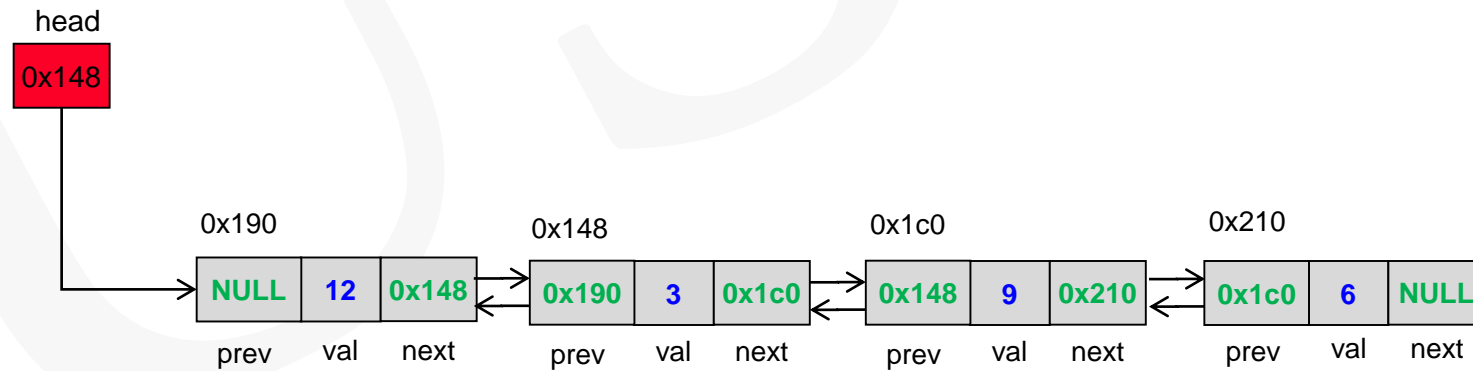 head
0x148
0x190 0x148 0x1c0 0x210
NULL 12 0x148 0x190 3 0x1c0 0x148 9 0x210 0x1c0 6 NULL
prev val next prev val next prev val next prev val next